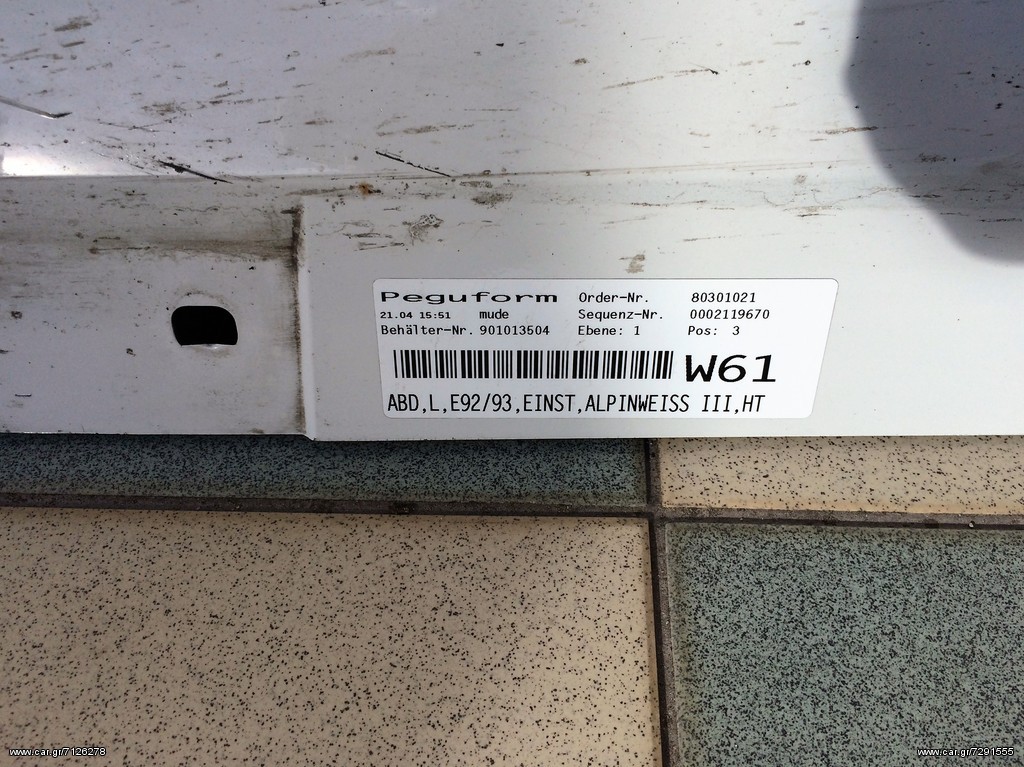 Peguform Order-Nr. 80301021
21.04 15:51 mude Sequenz-Nr. 0002119670
Behälter-Nr. 901013504 Ebene: 1 Pos: 3
W61
ABD,L,E92/93,EINST,ALPINWEISS III,HT
www.car.gr/7126278 www.car.gr/7291555